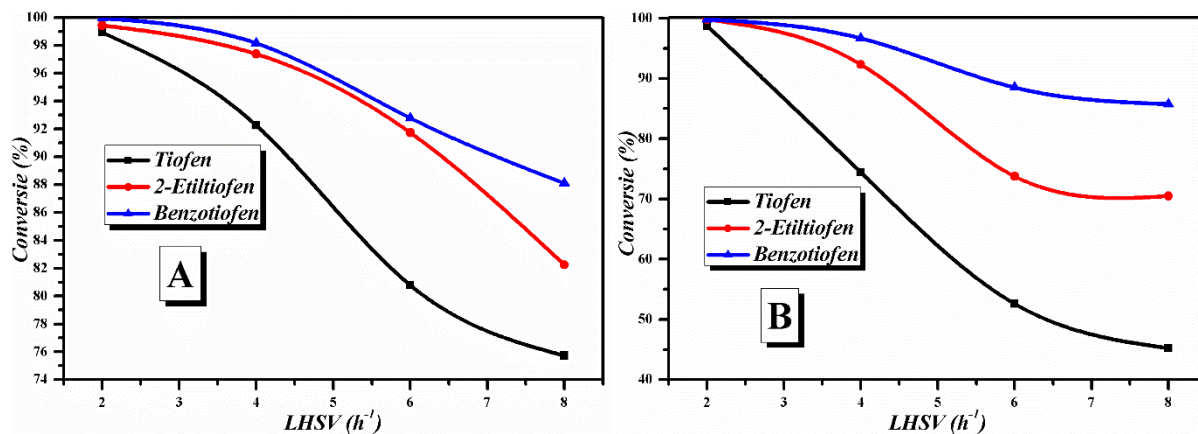 100
98
96
94
92
90
88
86
84
82
80
78
76
74
Conversie (%)
Tiofen
2-Etiltiofen
Benzotiofen
A
2 3 4 5 6 7 8
LHSV (h⁻¹)
100
90
80
70
60
50
40
Conversie (%)
Tiofen
2-Etiltiofen
Benzotiofen
B
2 3 4 5 6 7 8
LHSV (h⁻¹)